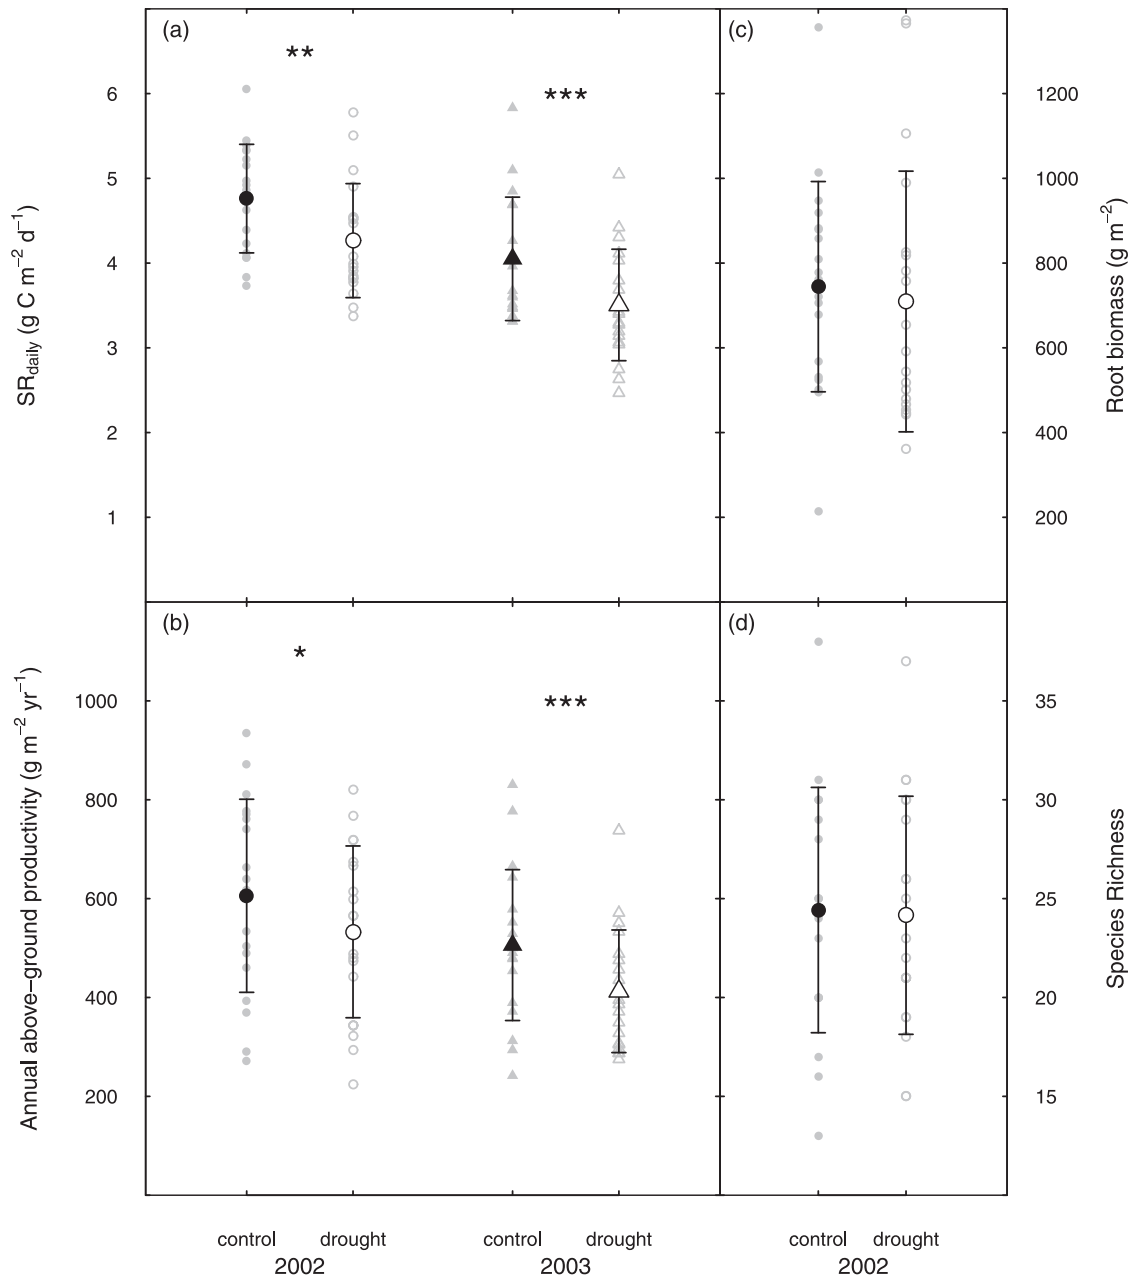 (a)
**
***
6
5
4
3
2
1
SR_daily (g C m⁻² d⁻¹)
(c)
1200
1000
800
600
400
200
Root biomass (g m⁻²)
(b)
*
***
1000
800
600
400
200
Annual above−ground productivity (g m⁻² yr⁻¹)
(d)
35
30
25
20
15
Species Richness
control drought control drought control drought
2002 2003 2002